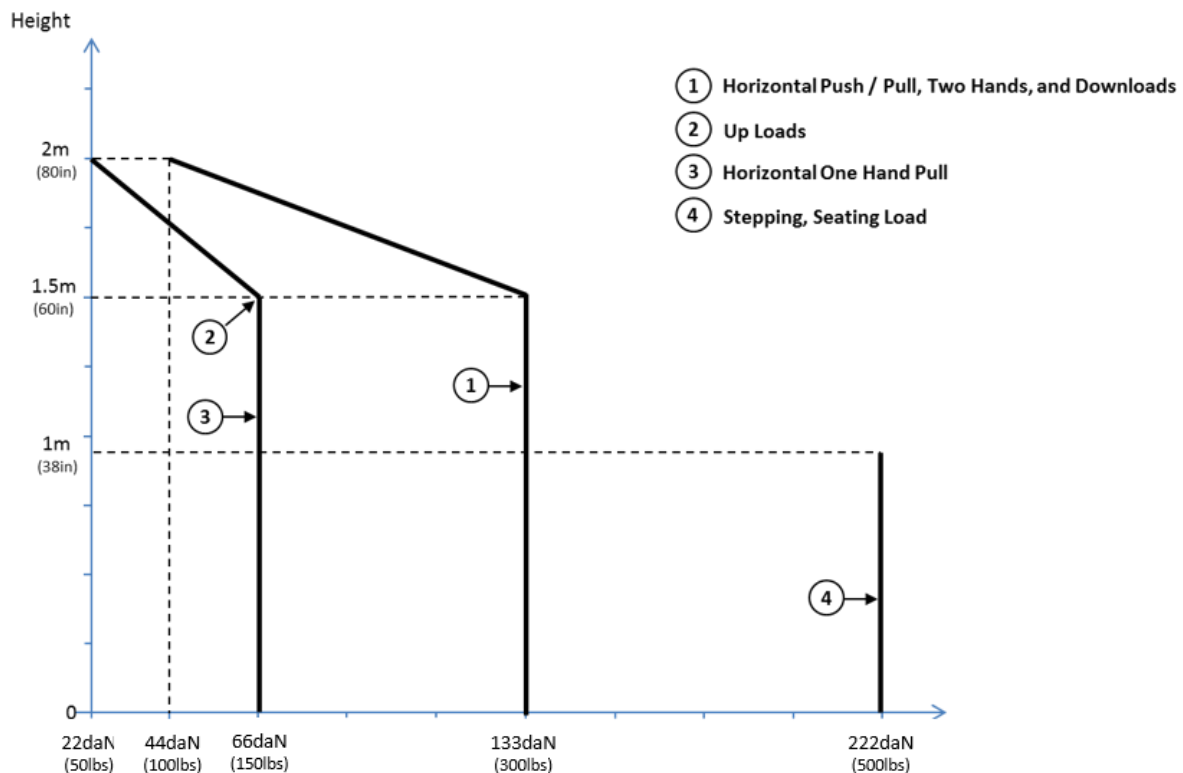 Height
1 Horizontal Push / Pull, Two Hands, and Downloads
2 Up Loads
3 Horizontal One Hand Pull
4 Stepping, Seating Load
2m
(80in)
1.5m
(60in)
2
1
3
1m
(38in)
4
0
22daN 44daN 66daN 133daN 222daN
(50lbs) (100lbs) (150lbs) (300lbs) (500lbs)